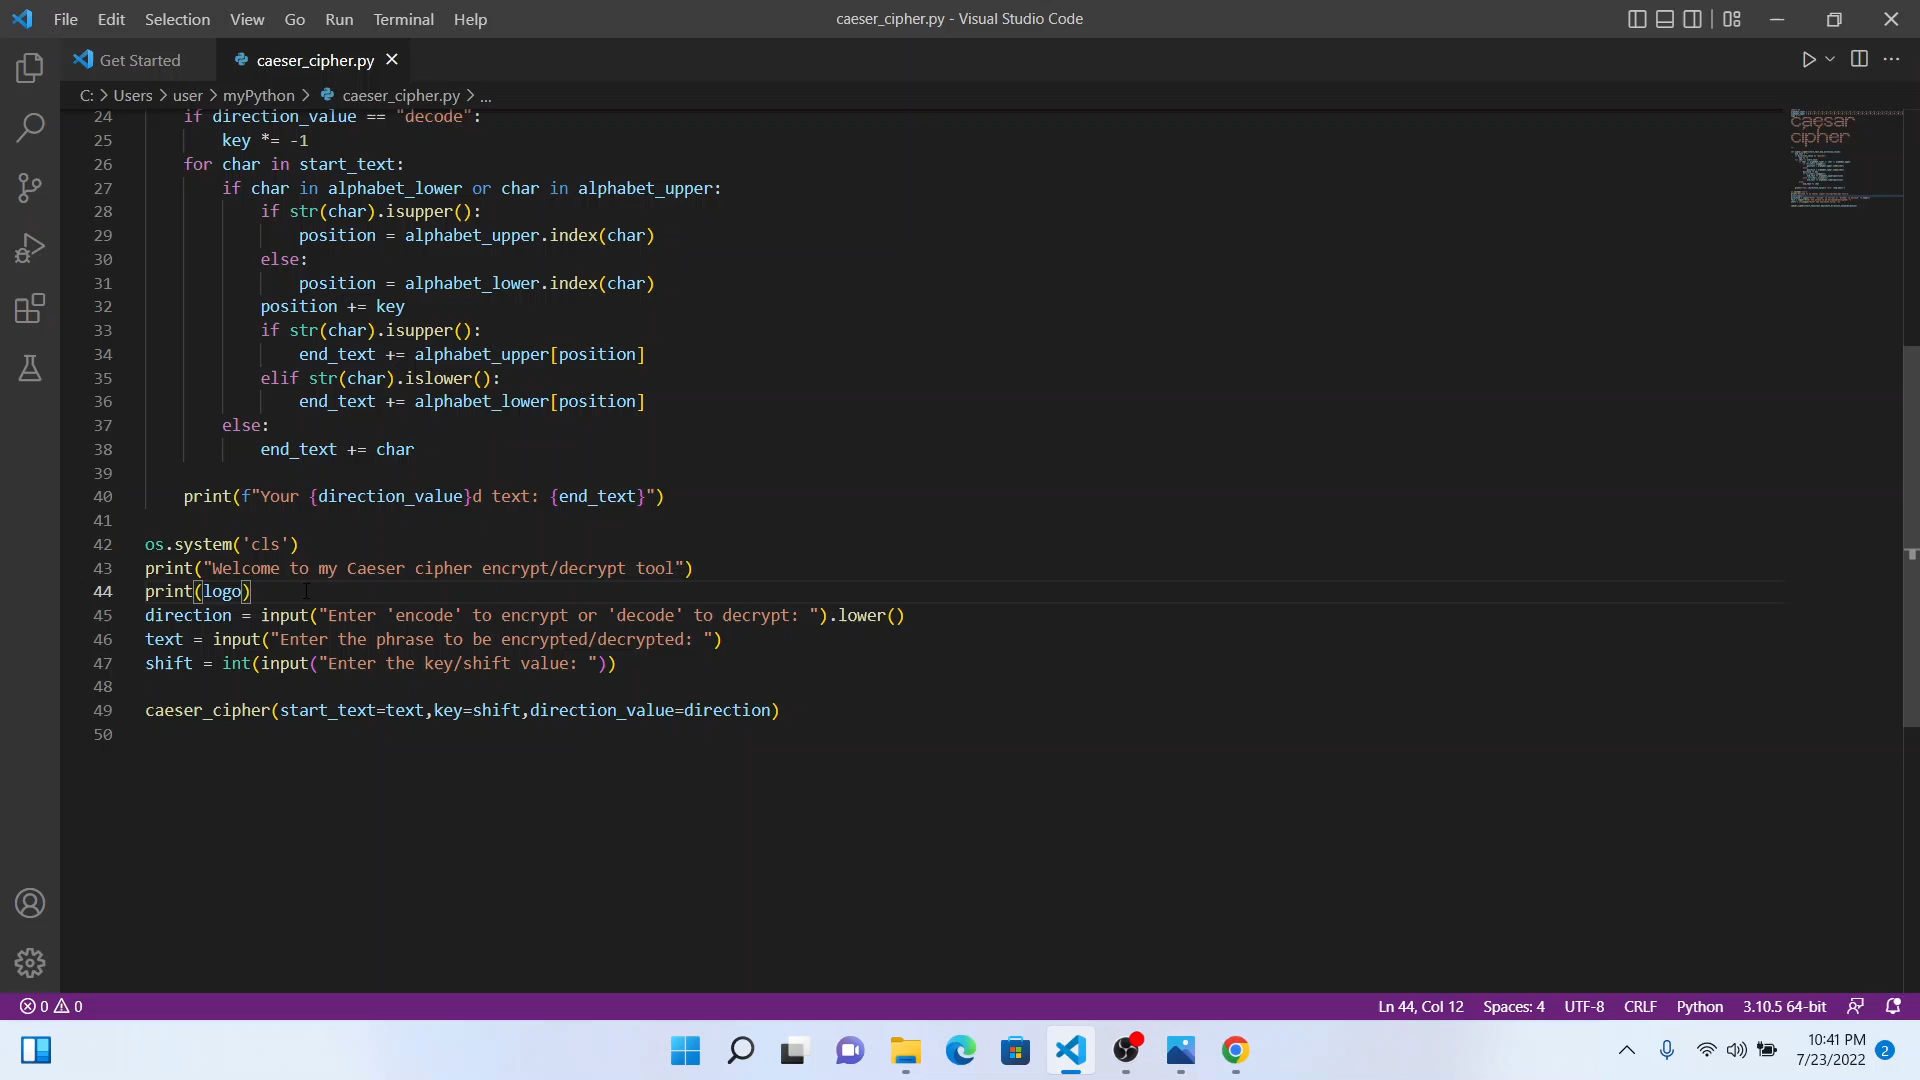 File Edit Selection View Go Run Terminal Help
caeser_cipher.py - Visual Studio Code
Get Started
caeser_cipher.py
C: > Users > user > myPython > caeser_cipher.py > ...
24 if direction_value == "decode":
25 key *= -1
26 for char in start_text:
27 if char in alphabet_lower or char in alphabet_upper:
28 if str(char).isupper():
29 position = alphabet_upper.index(char)
30 else:
31 position = alphabet_lower.index(char)
32 position += key
33 if str(char).isupper():
34 end_text += alphabet_upper[position]
35 elif str(char).islower():
36 end_text += alphabet_lower[position]
37 else:
38 end_text += char
39
40 print(f"Your {direction_value}d text: {end_text}")
41
42 os.system('cls')
43 print("Welcome to my Caeser cipher encrypt/decrypt tool")
44 print(logo)
45 direction = input("Enter 'encode' to encrypt or 'decode' to decrypt: ").lower()
46 text = input("Enter the phrase to be encrypted/decrypted: ")
47 shift = int(input("Enter the key/shift value: "))
48
49 caeser_cipher(start_text=text,key=shift,direction_value=direction)
50
caesar
cipher
0 0
Ln 44, Col 12 Spaces: 4 UTF-8 CRLF Python 3.10.5 64-bit
10:41 PM
7/23/2022
2